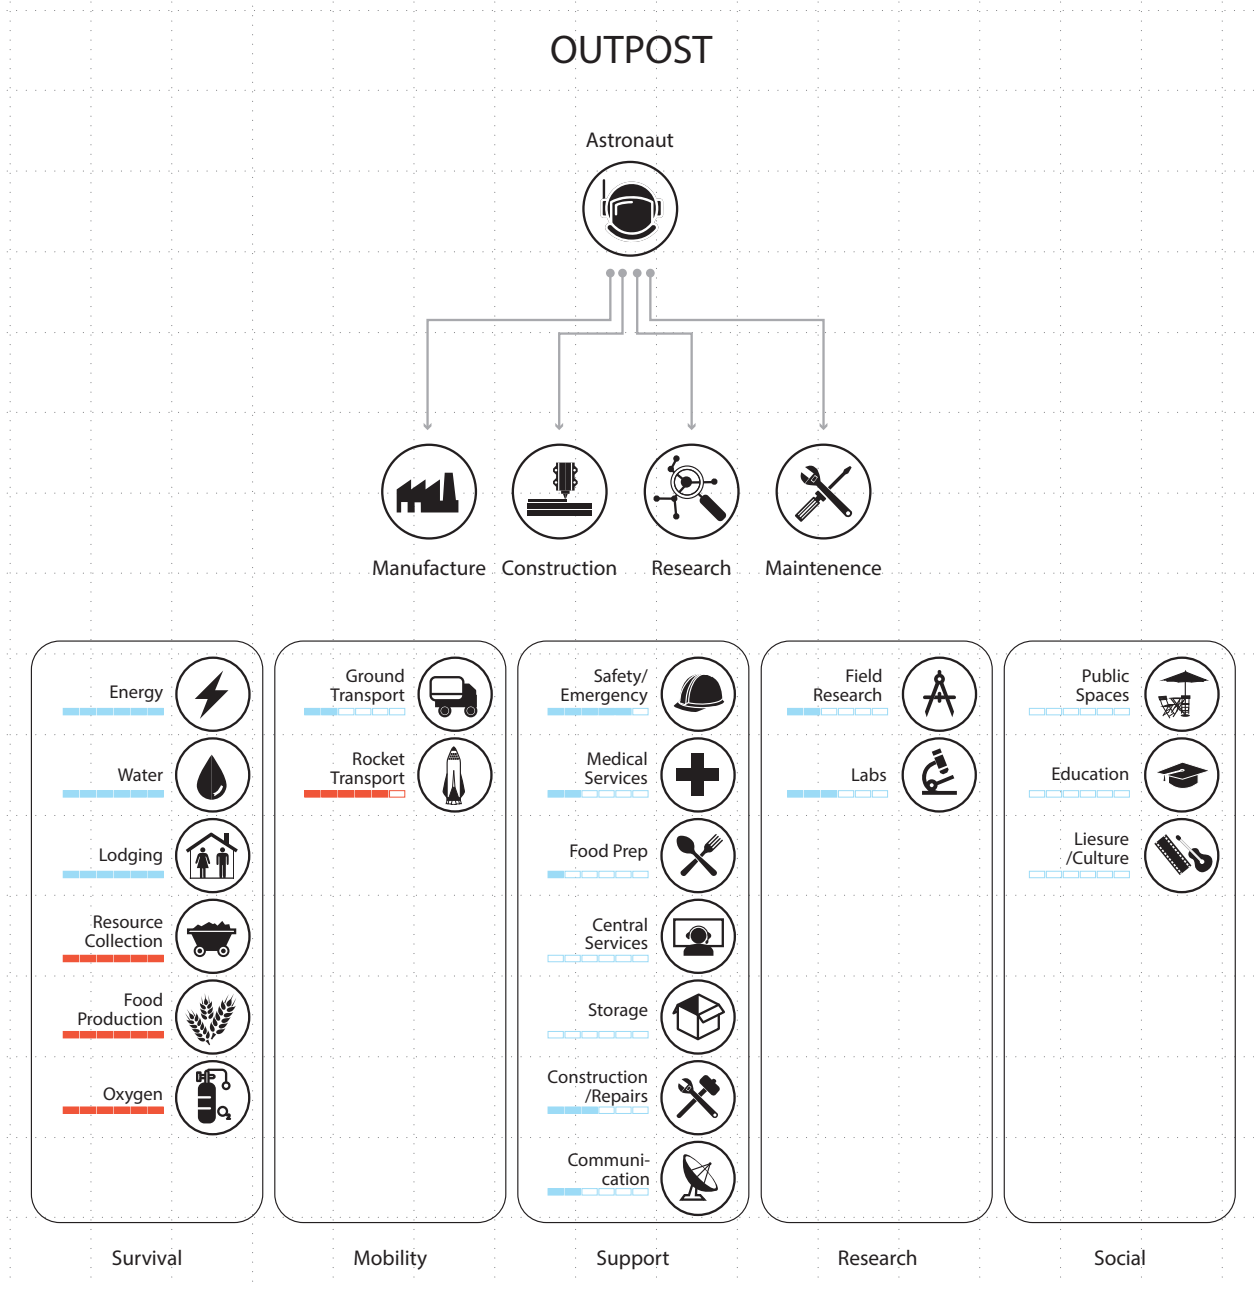 OUTPOST
Astronaut
Manufacture
Construction
Research
Maintenence
Energy
Water
Lodging
Resource
Collection
Food
Production
Oxygen
O2
Survival
Ground
Transport
Rocket
Transport
Mobility
Safety/
Emergency
Medical
Services
Food Prep
Central
Services
Storage
Construction
/Repairs
Communi-
cation
Support
Field
Research
Labs
Research
Public
Spaces
Education
Liesure
/Culture
Social